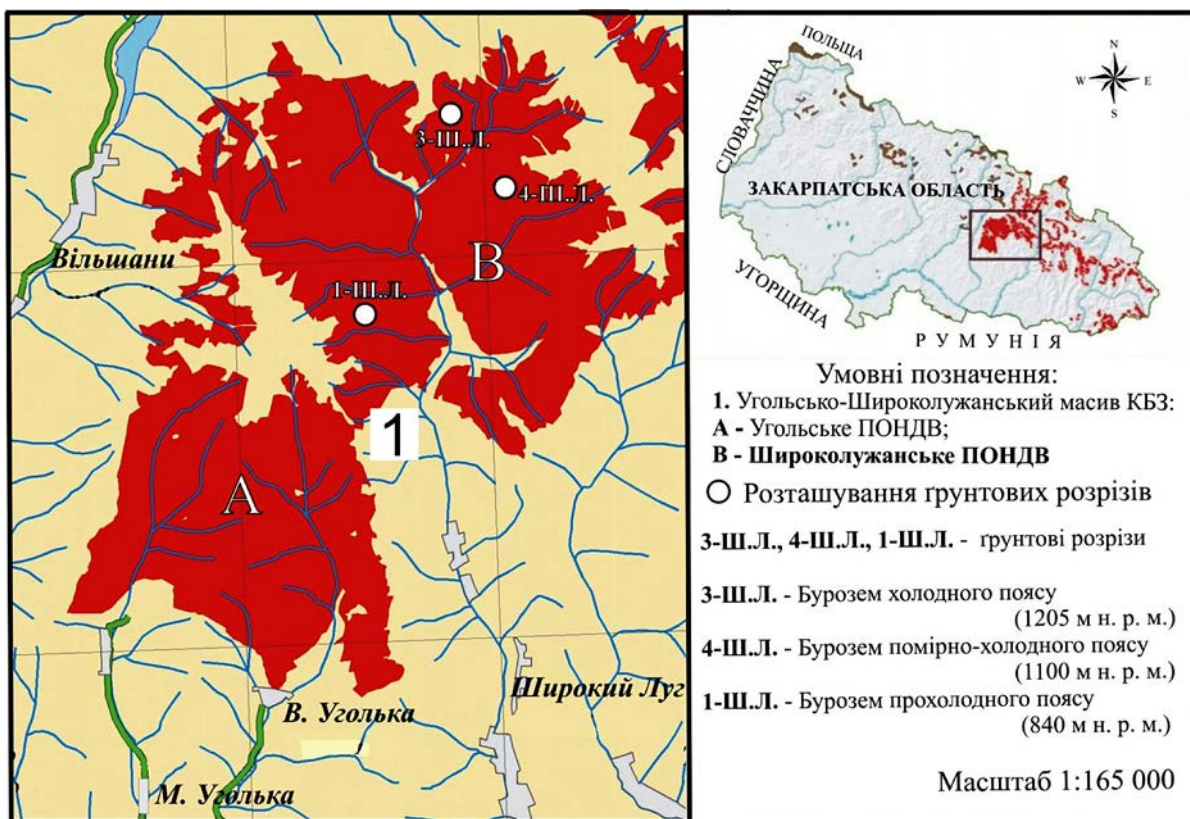 3-Ш..Л.
4-Ш..Л.
В
Вільшани
1-Ш..Л.
1
А
Широкий Луг
В. Уголька
М. Уголька
ПОЛЬЩА
N
W E
S
СЛОВАЧЧИНА
ЗАКАРПАТСЬКА ОБЛАСТЬ
УГОРЩИНА
РУМУНІЯ
Умовні позначення:
1. Угольсько-Широколужанський масив КБЗ:
А - Угольське ПОНДВ;
В - Широколужанське ПОНДВ
Розташування ґрунтових розрізів
3-Ш.Л., 4-Ш.Л., 1-Ш.Л. - ґрунтові розрізи
3-Ш.Л. - Бурозем холодного поясу
(1205 м н. р. м.)
4-Ш.Л. - Бурозем помірно-холодного поясу
(1100 м н. р. м.)
1-Ш.Л. - Бурозем прохолодного поясу
(840 м н. р. м.)
Масштаб 1:165 000